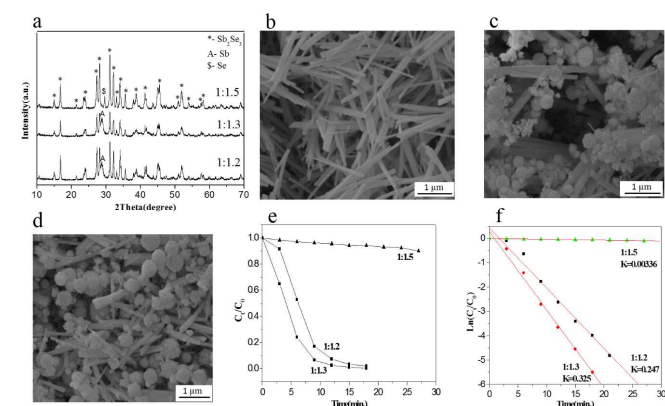 a
*- Sb2Se3
A- Sb
$- Se
* * * * * * * * * * * * * * * * * *
$
1:1.5
A
1:1.3
A
1:1.2
Intensity(a.u.)
10 20 30 40 50 60 70
2Theta(degree)
b
1 μm
c
1 μm
d
1 μm
e
1.0
0.8
0.6
0.4
0.2
0.0
Ct/C0
1:1.5
1:1.2
1:1.3
0 5 10 15 20 25 30
Time(min.)
f
0
-1
-2
-3
-4
-5
-6
Ln(Ct/C0)
1:1.5
K=0.00336
1:1.2
K=0.247
1:1.3
K=0.325
0 5 10 15 20 25 30
Time(min.)